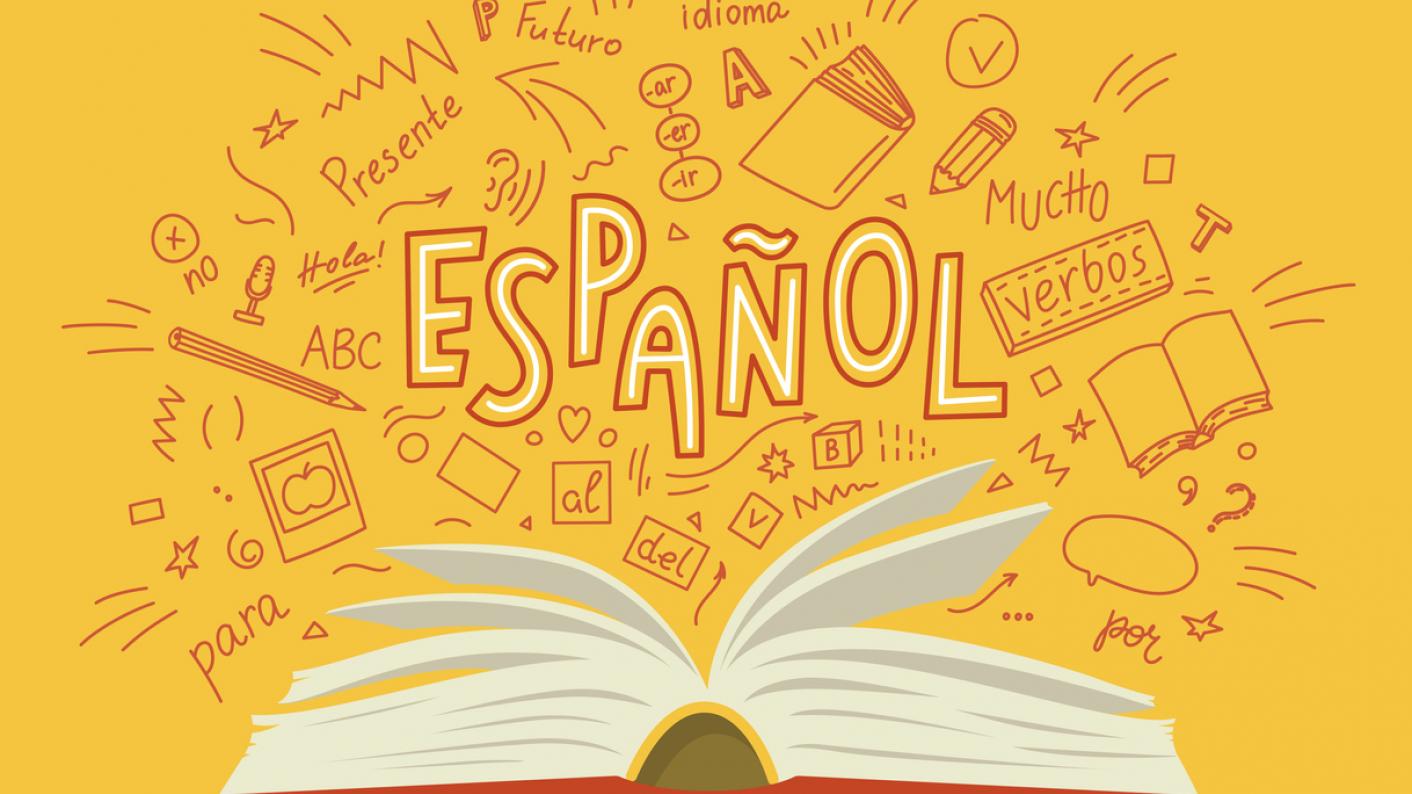 P
Futuro
idioma
-ar
A
-er
-ir
Presente
MUCHO
T
no
Hola!
ESPAÑOL
verbos
ABC
B
al
del
?
para
...
por